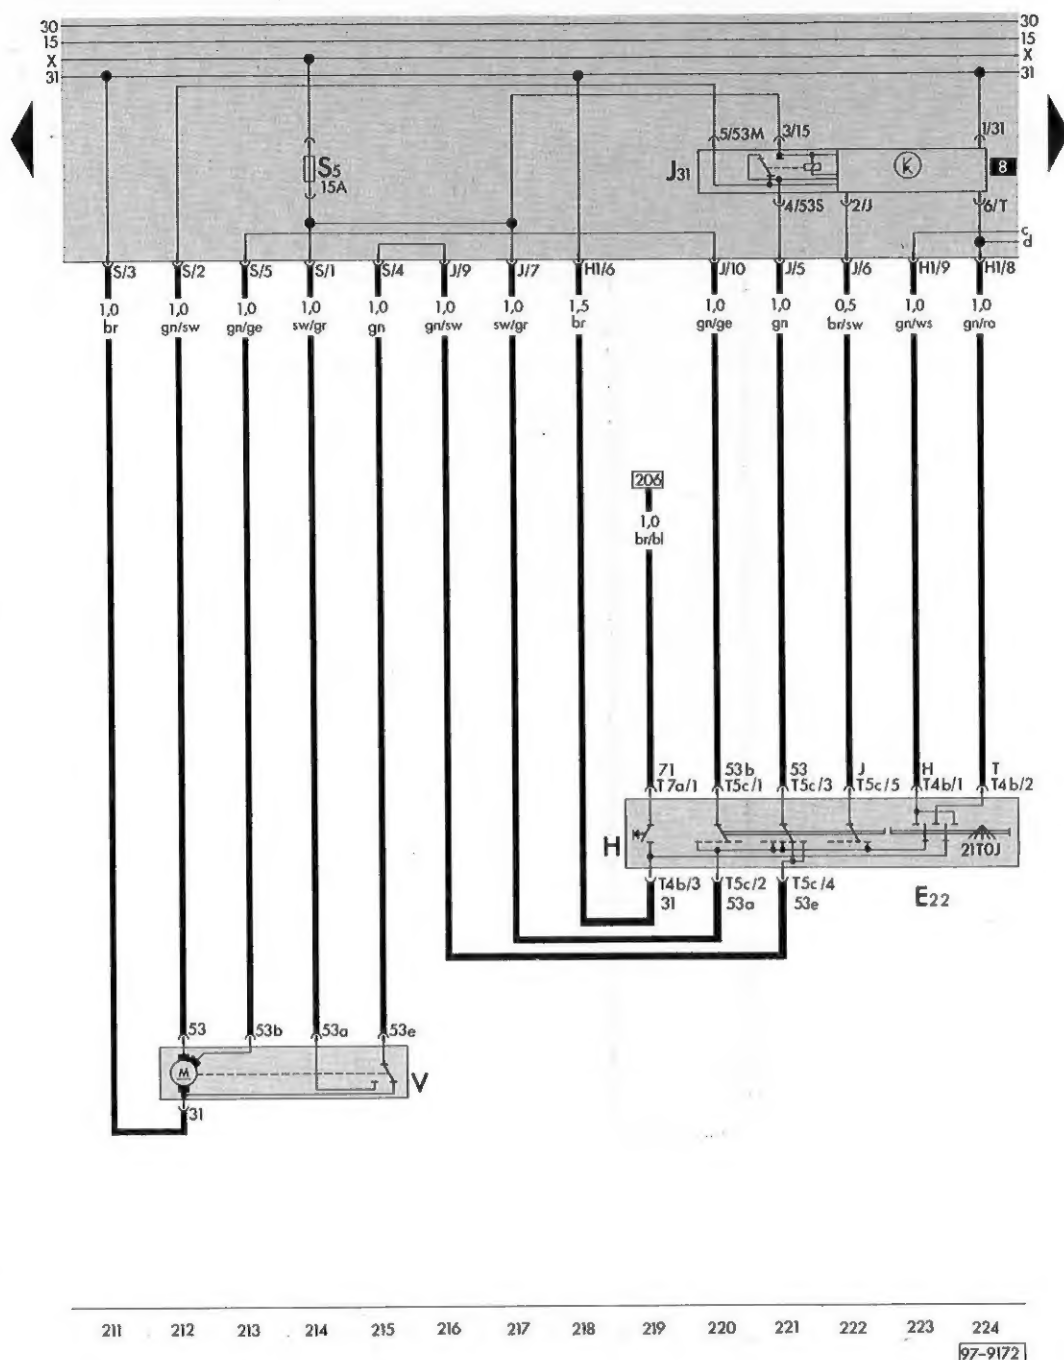 30 30
15 15
X X
31 31
5/53M 3/15 1/31
S5
15A
J31
8
4/53S 2/J 6/T
c
d
S/3 S/2 S/5 S/1 S/4 J/9 J/7 H1/6 J/10 J/5 J/6 H1/9 H1/8
1,0 1,0 1,0 1,0 1,0 1,0 1,0 1,5 1,0 1,0 0,5 1,0 1,0
br gn/sw gn/ge sw/gr gn gn/sw sw/gr br gn/ge gn br/sw gn/ws gn/ro
206
1,0
br/bl
71 53b 53 J H T
T7a/1 T5c/1 T5c/3 T5c/5 T4b/1 T4b/2
H
21T0J
T4b/3 T5c/2 T5c/4
31 53a 53e
E22
53 53b 53a 53e
M
V
31
211 212 213 214 215 216 217 218 219 220 221 222 223 224
97-9172